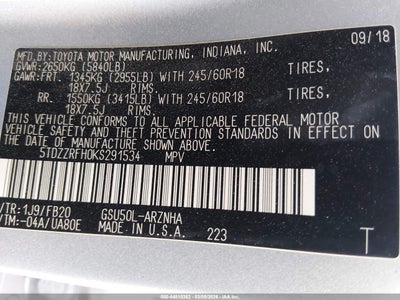 MFD.BY:TOYOTA MOTOR MANUFACTURING, INDIANA, INC.
GVWR:2650KG (5840LB) 09/18
GAWR:FRT. 1345KG (2955LB) WITH 245/60R18 TIRES,
18X7.5J RIMS,
RR. 1550KG (3415LB) WITH 245/60R18 TIRES,
18X7.5J RIMS,
THIS VEHICLE CONFORMS TO ALL APPLICABLE FEDERAL MOTOR
VEHICLE SAFETY AND THEFT PREVENTION STANDARDS IN EFFECT
ON THE DATE OF MANUFACTURE SHOWN ABOVE.
5TDZZRFH0KS291534 MPV
/TR:1J9/FB20 GSU50L-ARZNHA
/TM:-04A/UA80E MADE IN U.S.A. 223 T